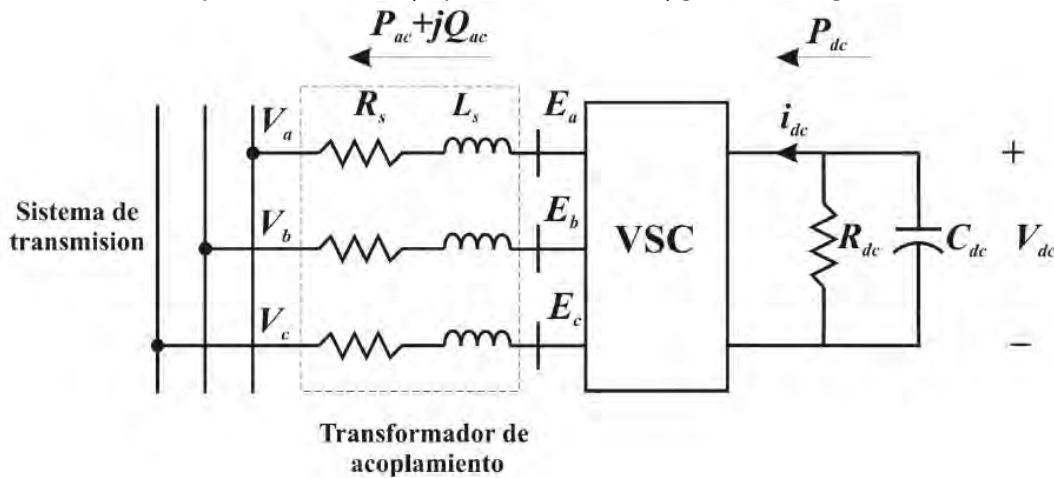 P_ac+jQ_ac
P_dc
R_s
L_s
E_a
V_a
i_dc
+
Sistema de
transmision
V_b
E_b
VSC
R_dc
C_dc
V_dc
V_c
E_c
−
Transformador de
acoplamiento